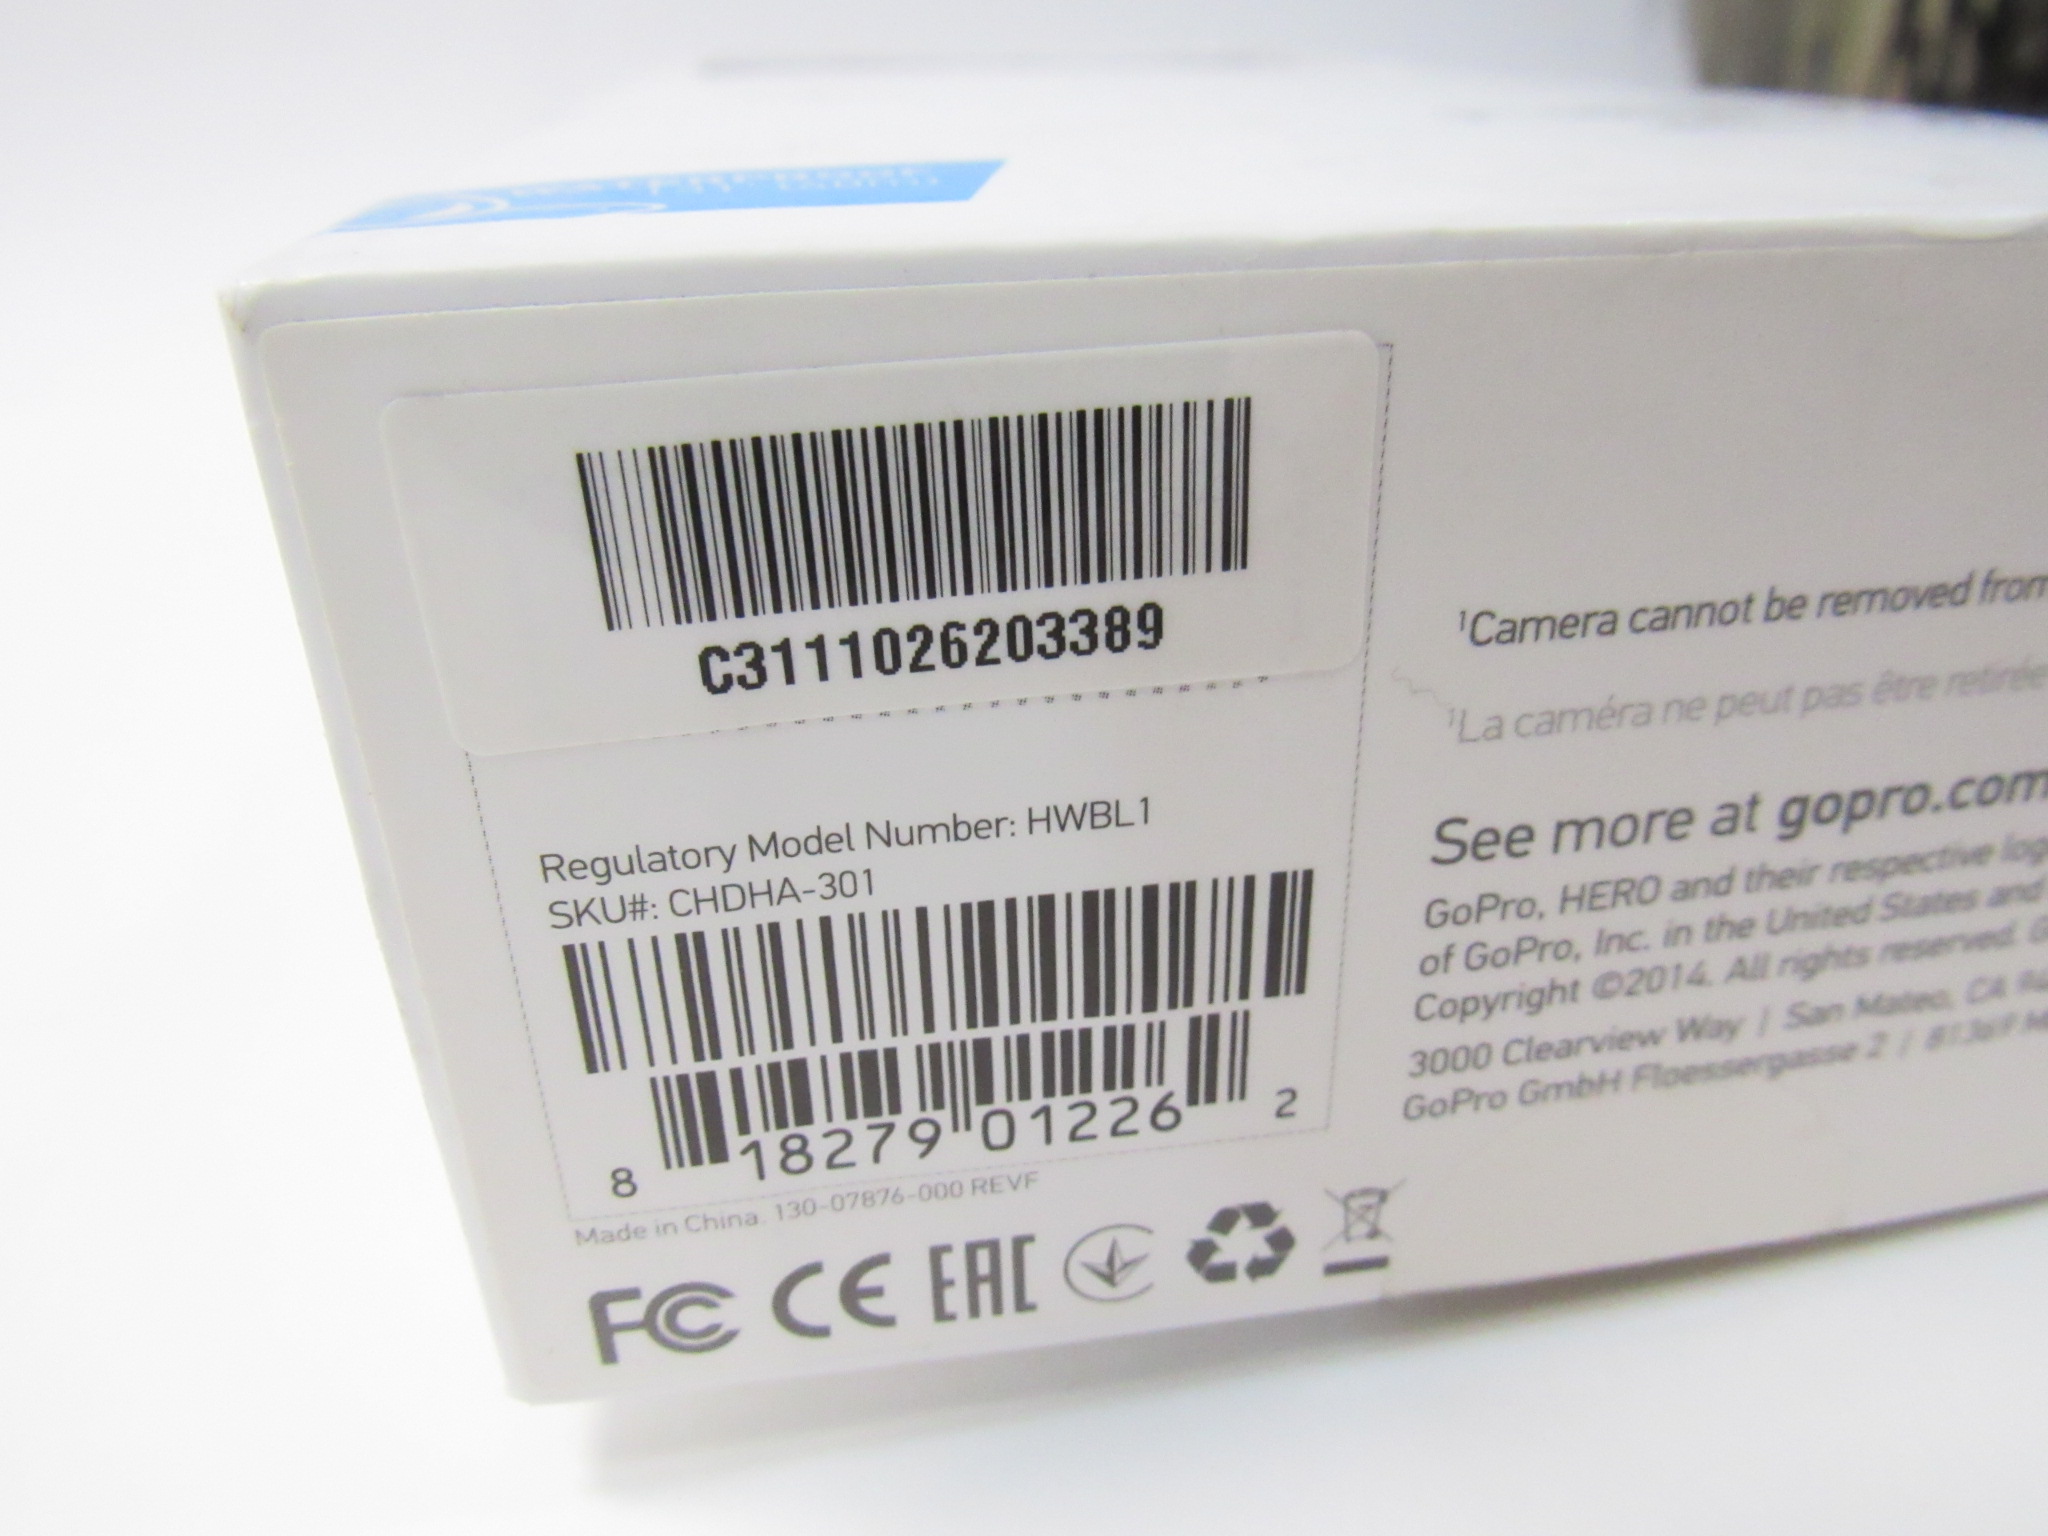 C3111026203389
Regulatory Model Number: HWBL1
SKU#: CHDHA-301
8 18279 01226 2
Made in China. 130-07876-000 REVF
FC CE EAC
¹Camera cannot be removed from
¹La caméra ne peut pas être retirée
See more at gopro.com
GoPro, HERO and their respective log
of GoPro, Inc. in the United States and
Copyright ©2014. All rights reserved. G
3000 Clearview Way | San Mateo, CA 94
GoPro GmbH Floessergasse 2 / 81369 M